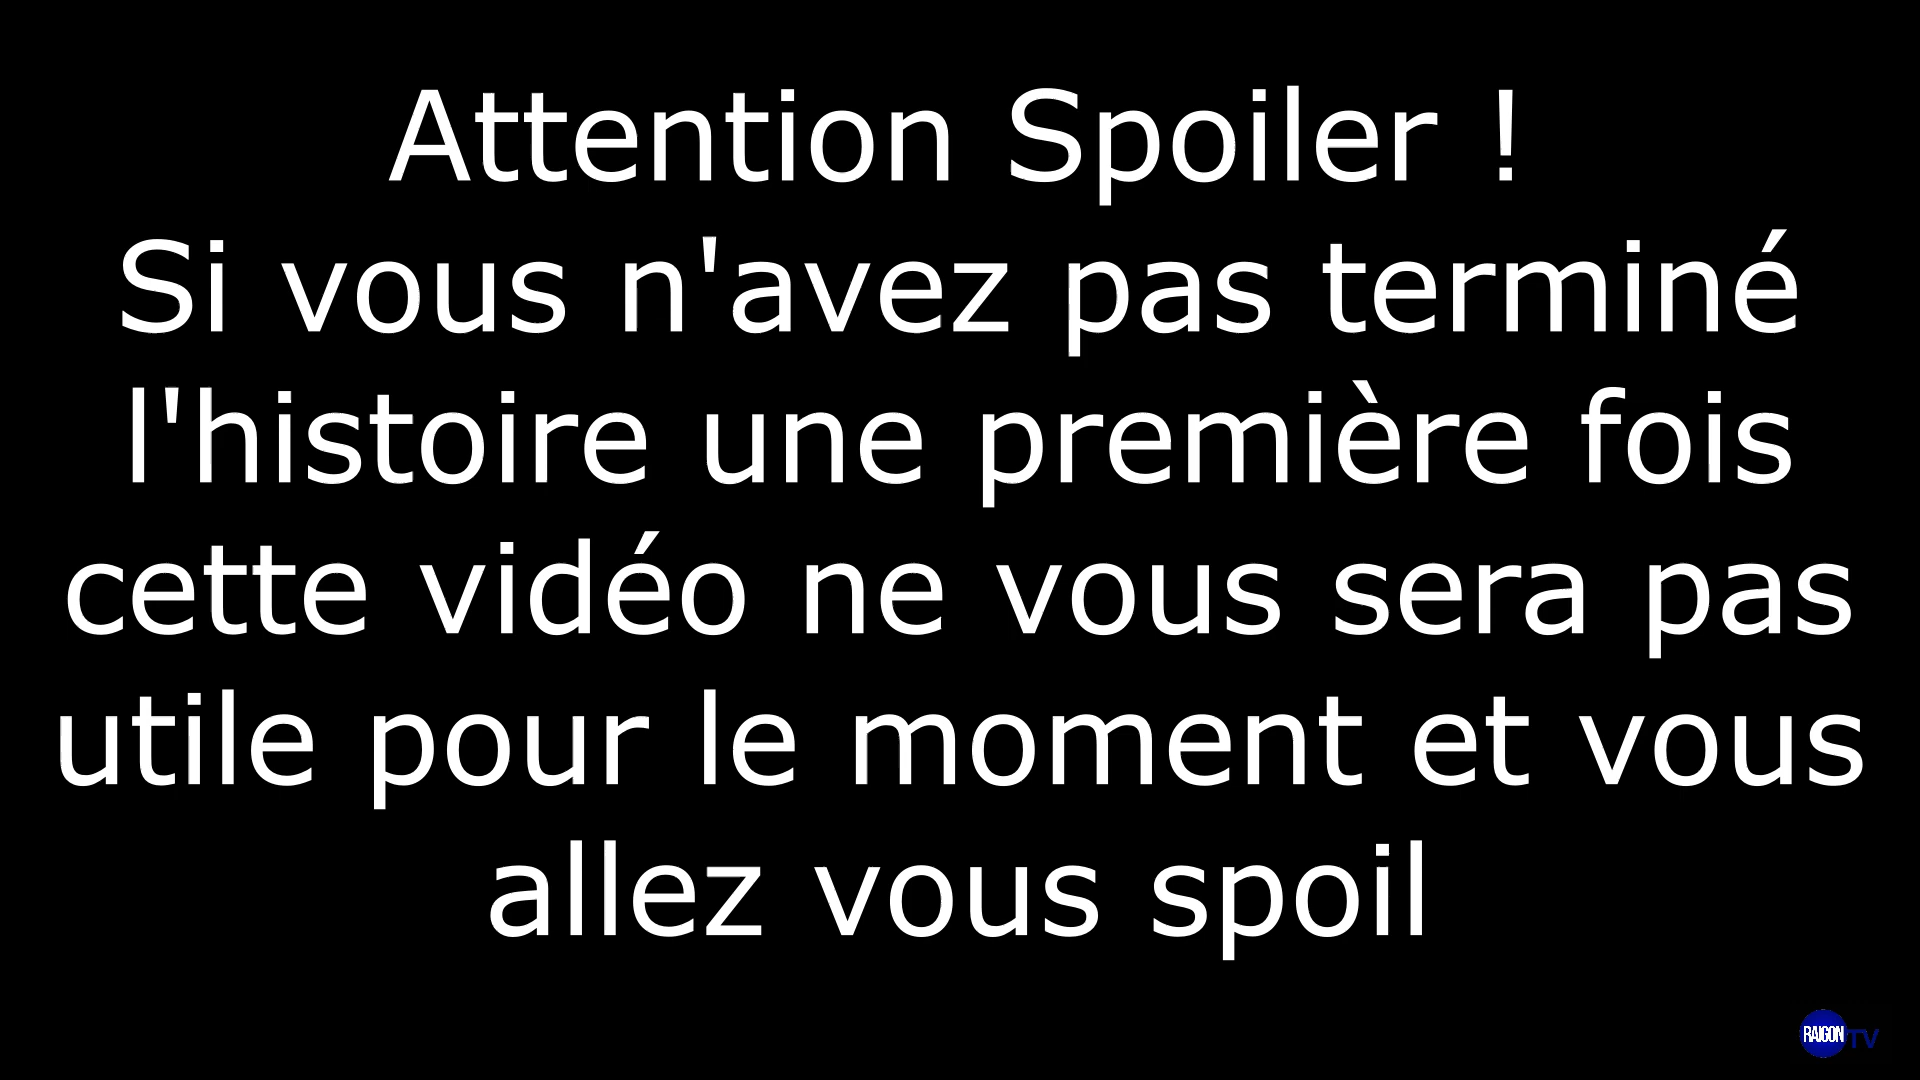 Attention Spoiler !
Si vous n'avez pas terminé
l'histoire une première fois
cette vidéo ne vous sera pas
utile pour le moment et vous
allez vous spoil
RAIGON TV